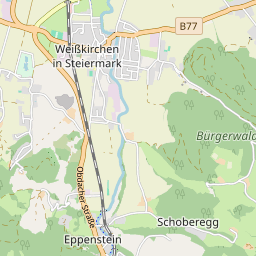 B77
Weißkirchen
in Steiermark
Burgerwald
Obdacher Straße
Schoberegg
Eppenstein